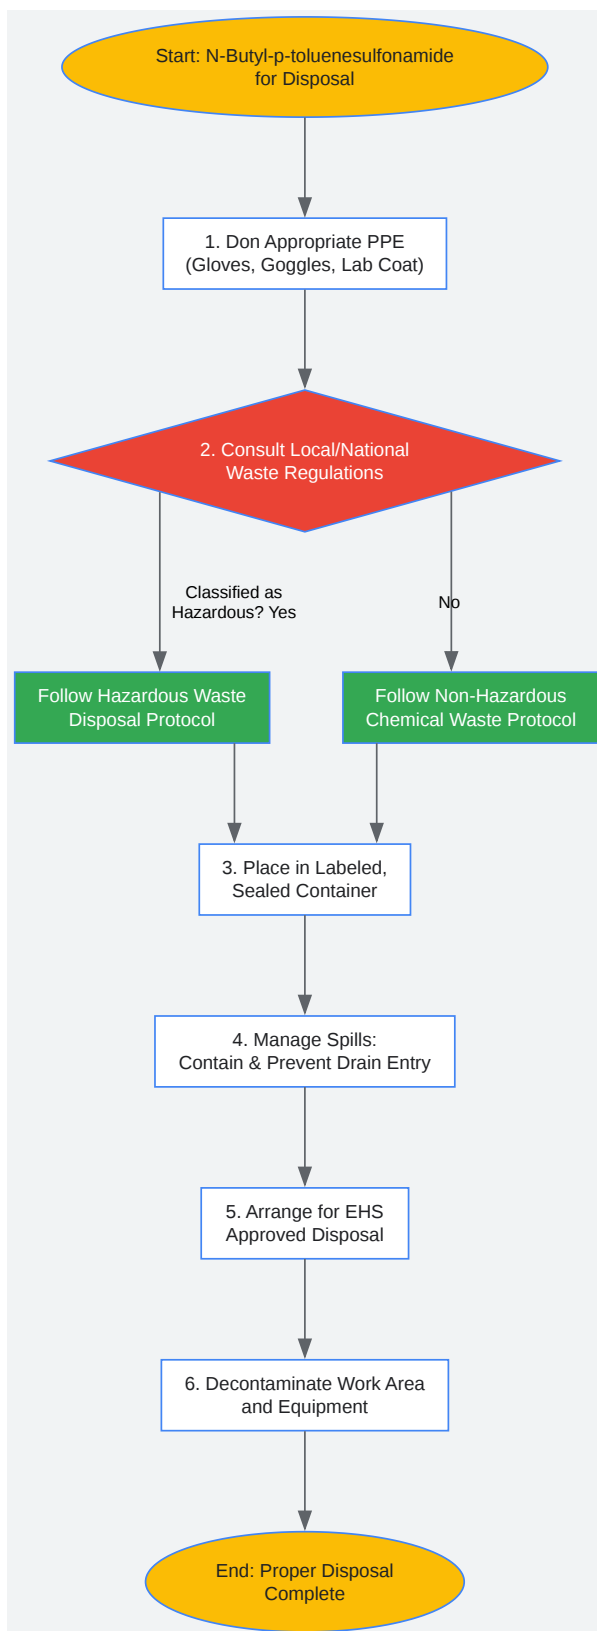 Start: N-Butyl-p-toluenesulfonamide
for Disposal
1. Don Appropriate PPE
(Gloves, Goggles, Lab Coat)
2. Consult Local/National
Waste Regulations
Classified as
Hazardous? Yes
No
Follow Hazardous Waste
Disposal Protocol
Follow Non-Hazardous
Chemical Waste Protocol
3. Place in Labeled,
Sealed Container
4. Manage Spills:
Contain & Prevent Drain Entry
5. Arrange for EHS
Approved Disposal
6. Decontaminate Work Area
and Equipment
End: Proper Disposal
Complete